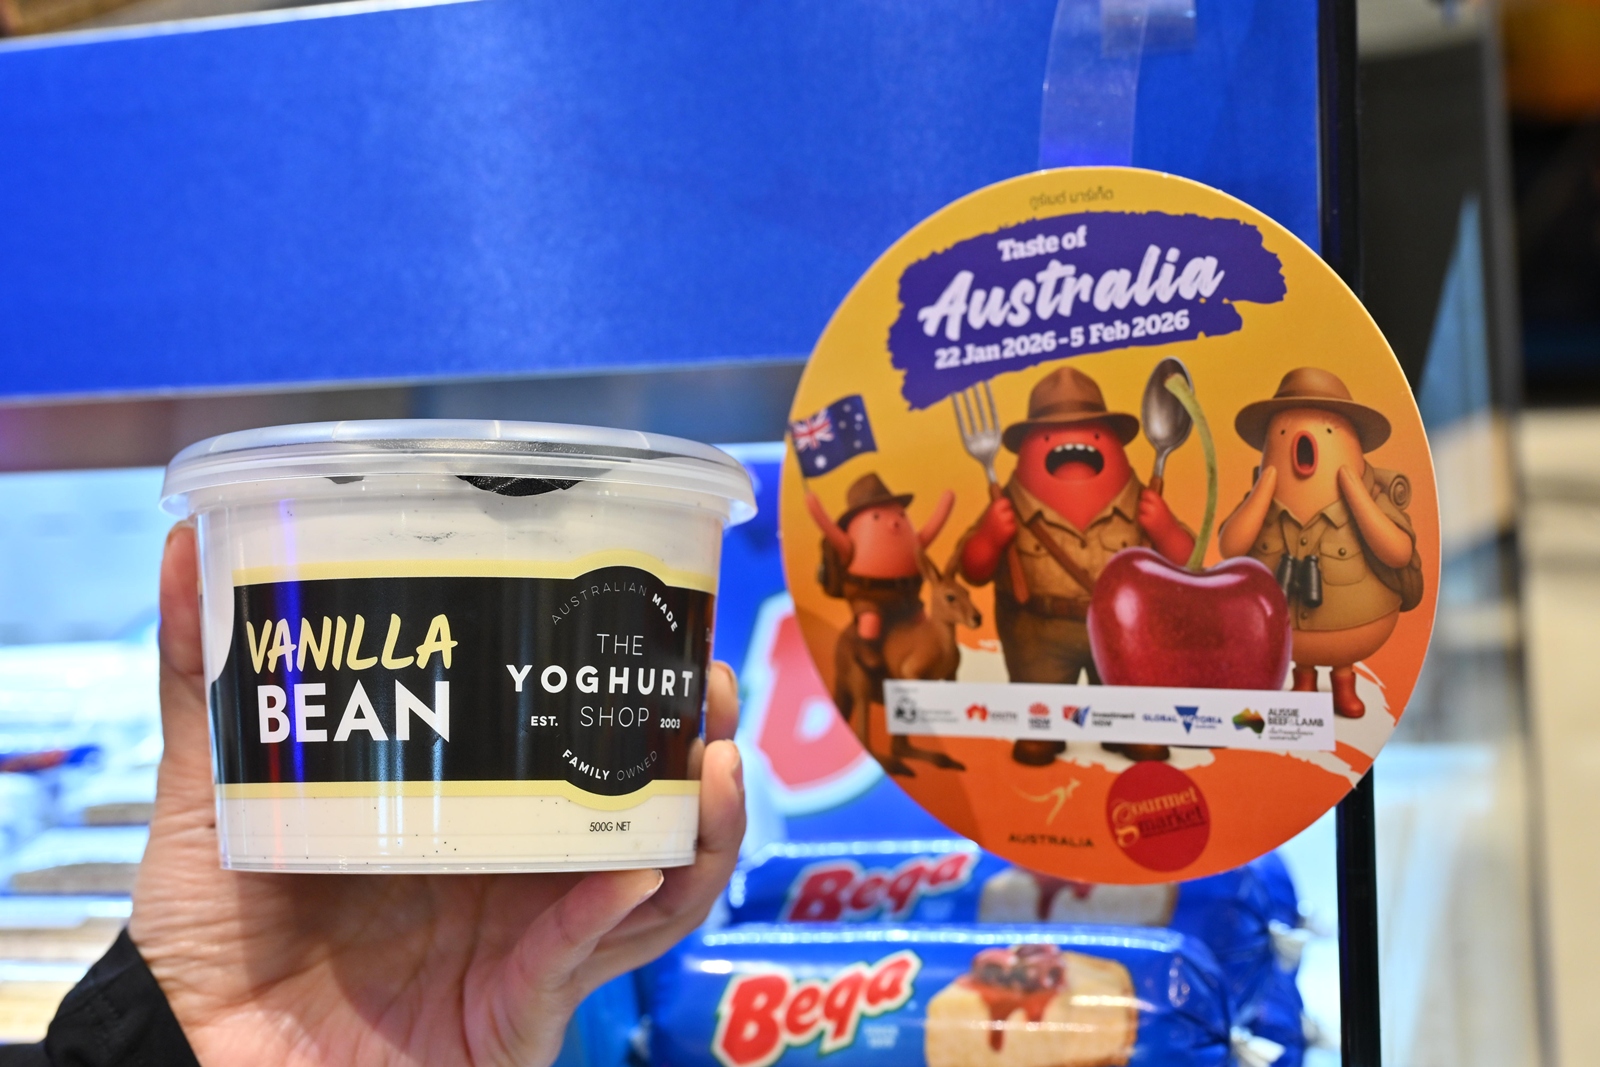 VANILLA
BEAN
AUSTRALIAN MADE
THE
YOGHURT
EST. SHOP 2003
FAMILY OWNED
500G NET
กูร์เมต์ มาร์เก็ต
Taste of
Australia
22 Jan 2026 - 5 Feb 2026
GLOBAL VICTORIA
AUSSIE
BEEF & LAMB
AUSTRALIA
gourmet
market
Bega
Bega